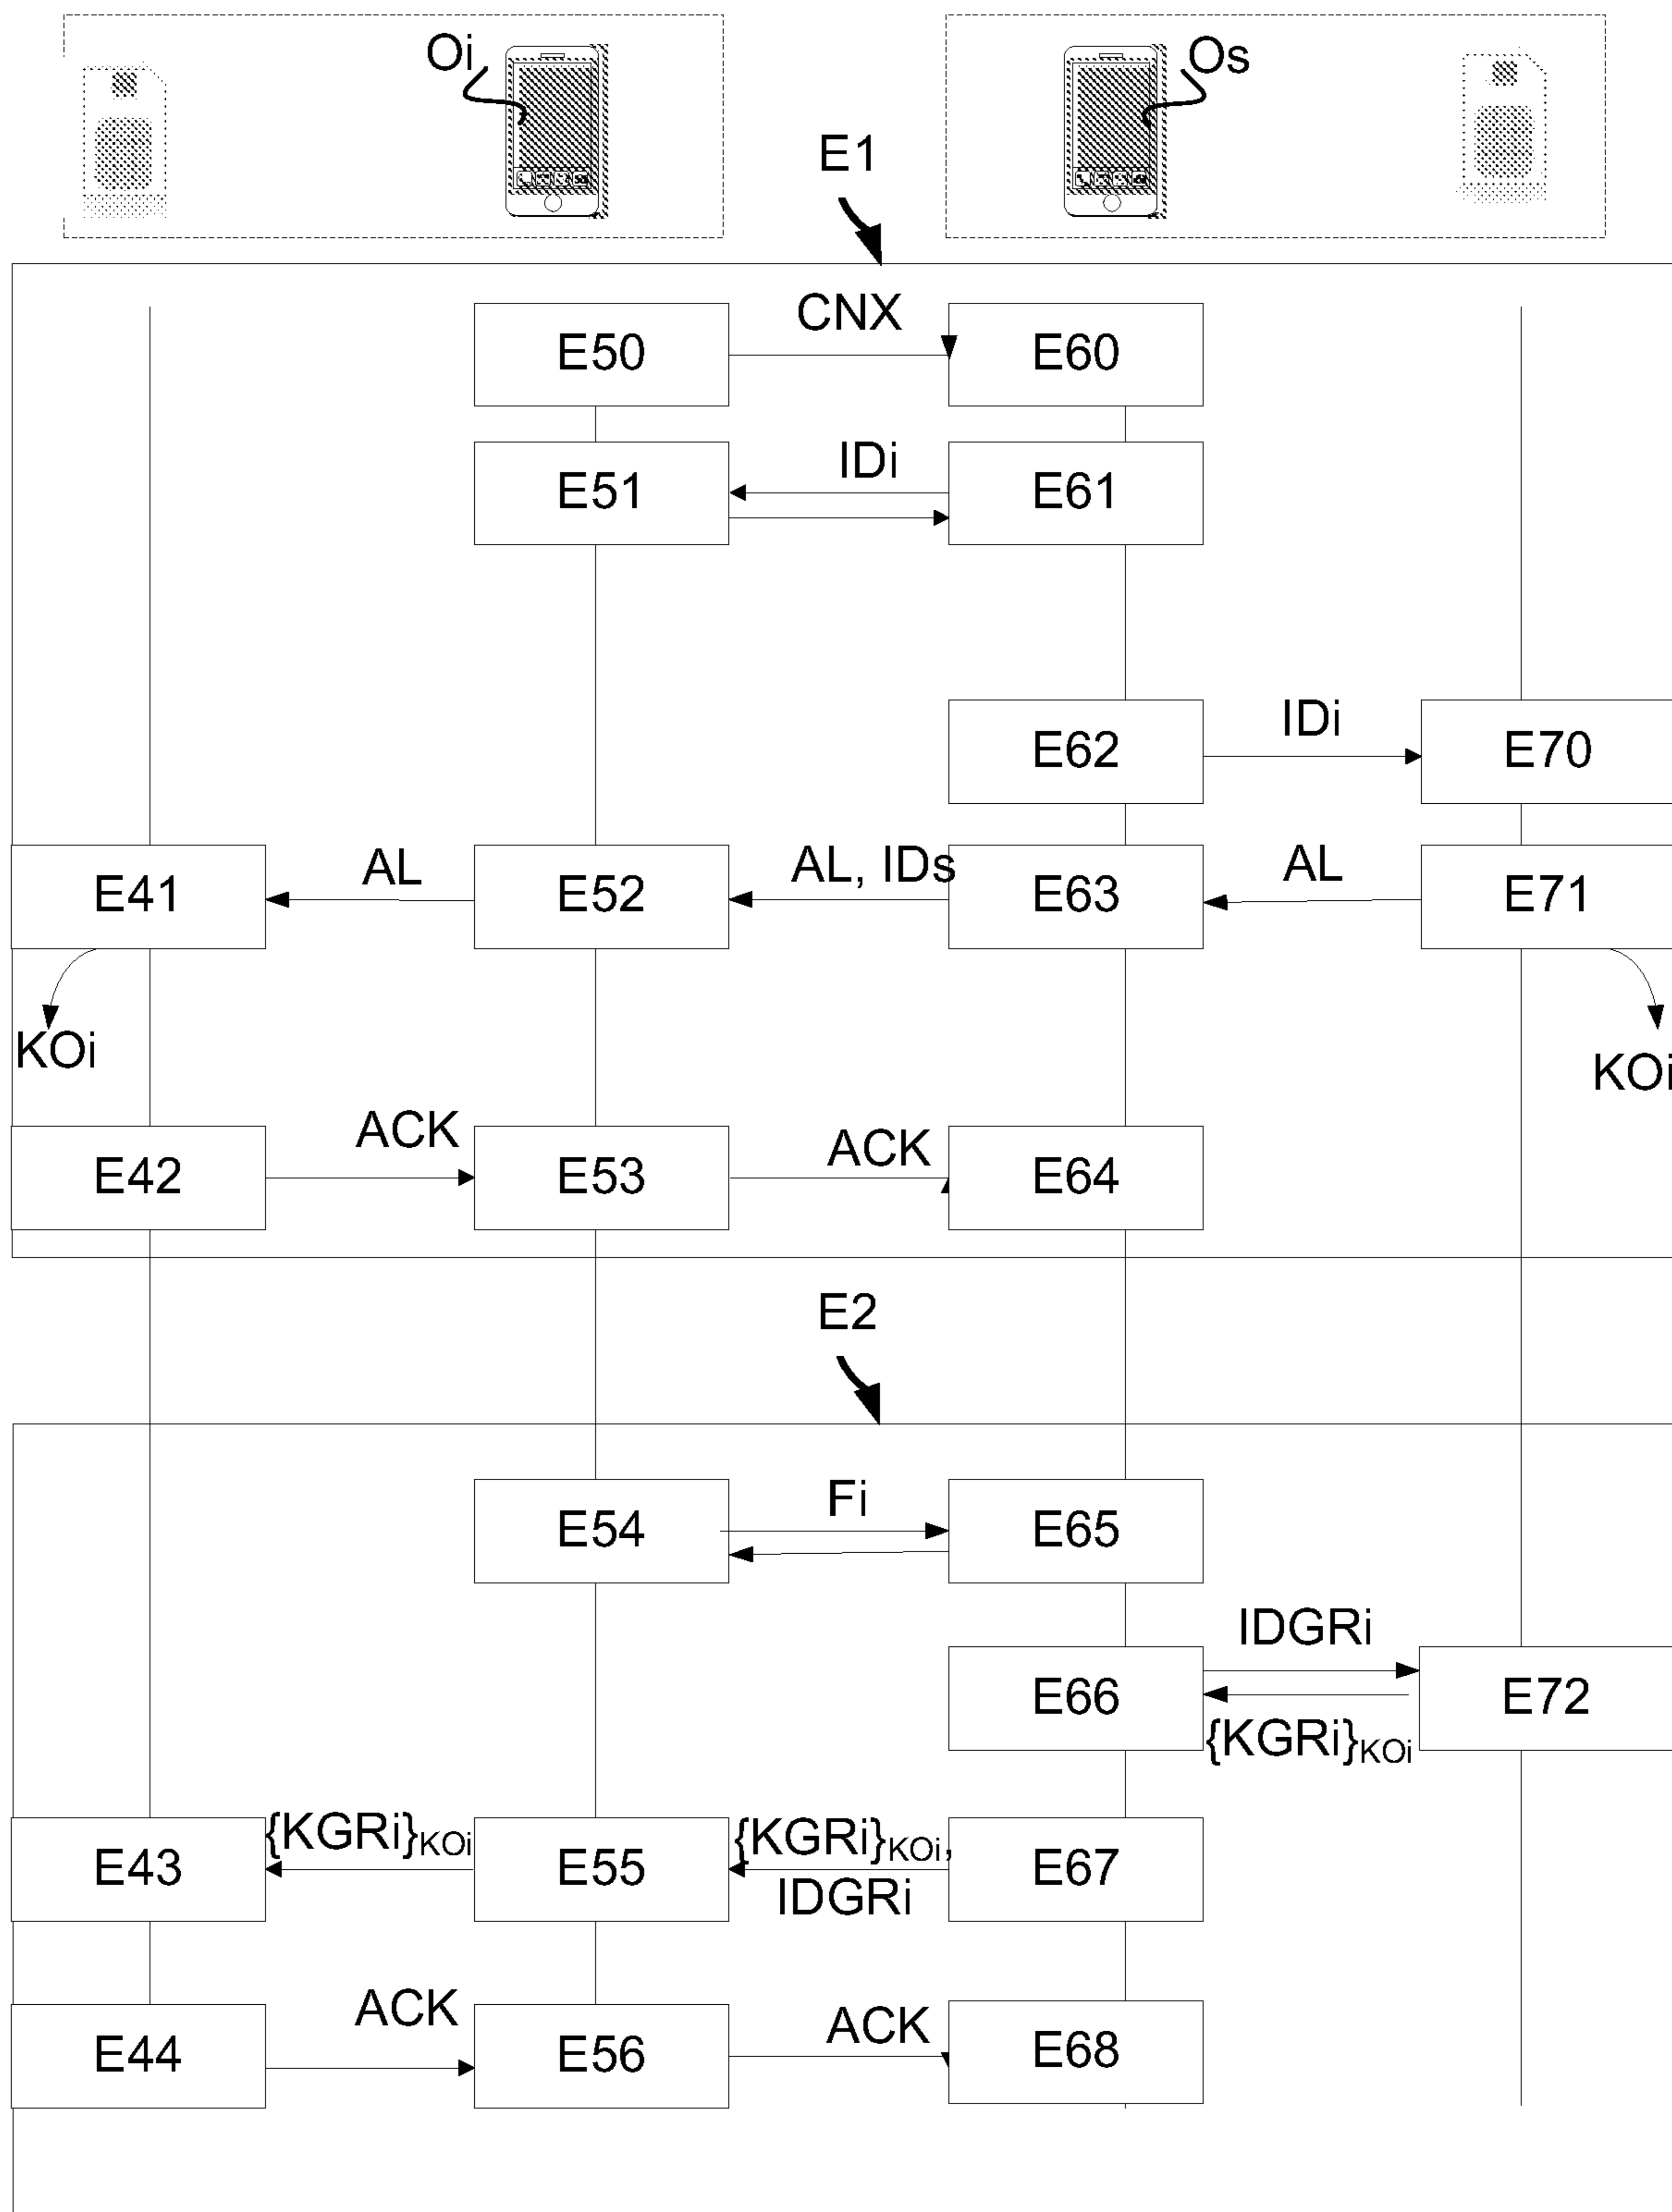 Oi
Os
E1
E50
CNX
E60
E51
IDi
E61
E62
IDi
E70
E41
AL
E52
AL, IDs
E63
AL
E71
KOi
KOi
E42
ACK
E53
ACK
E64
E2
E54
Fi
E65
IDGRi
E66
E72
{KGRi}KOi
E43
{KGRi}KOi
E55
{KGRi}KOi,
IDGRi
E67
E44
ACK
E56
ACK
E68